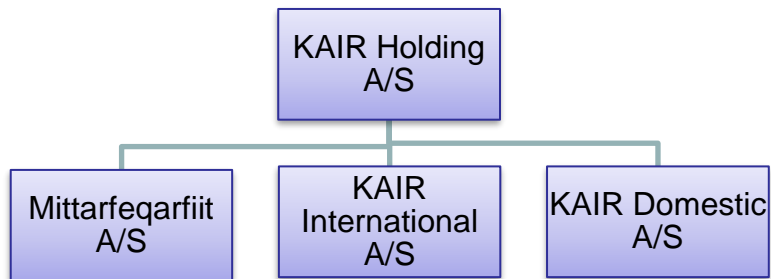 KAIR Holding
A/S
Mittarfeqarfiit
A/S
KAIR
International
A/S
KAIR Domestic
A/S